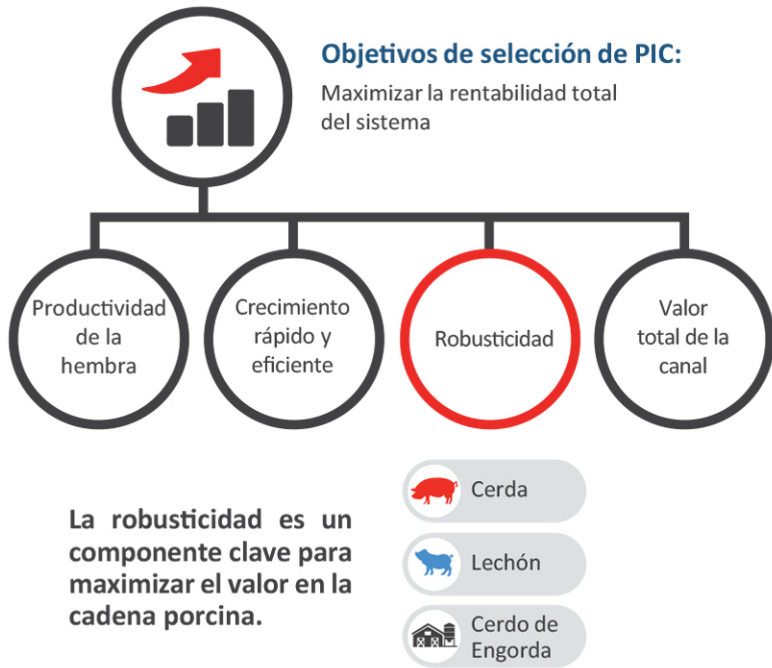 Objetivos de selección de PIC:
Maximizar la rentabilidad total
del sistema
Productividad
de la
hembra
Crecimiento
rápido y
eficiente
Robusticidad
Valor
total de la
canal
La robusticidad es un
componente clave para
maximizar el valor en la
cadena porcina.
Cerda
Lechón
Cerdo de
Engorda